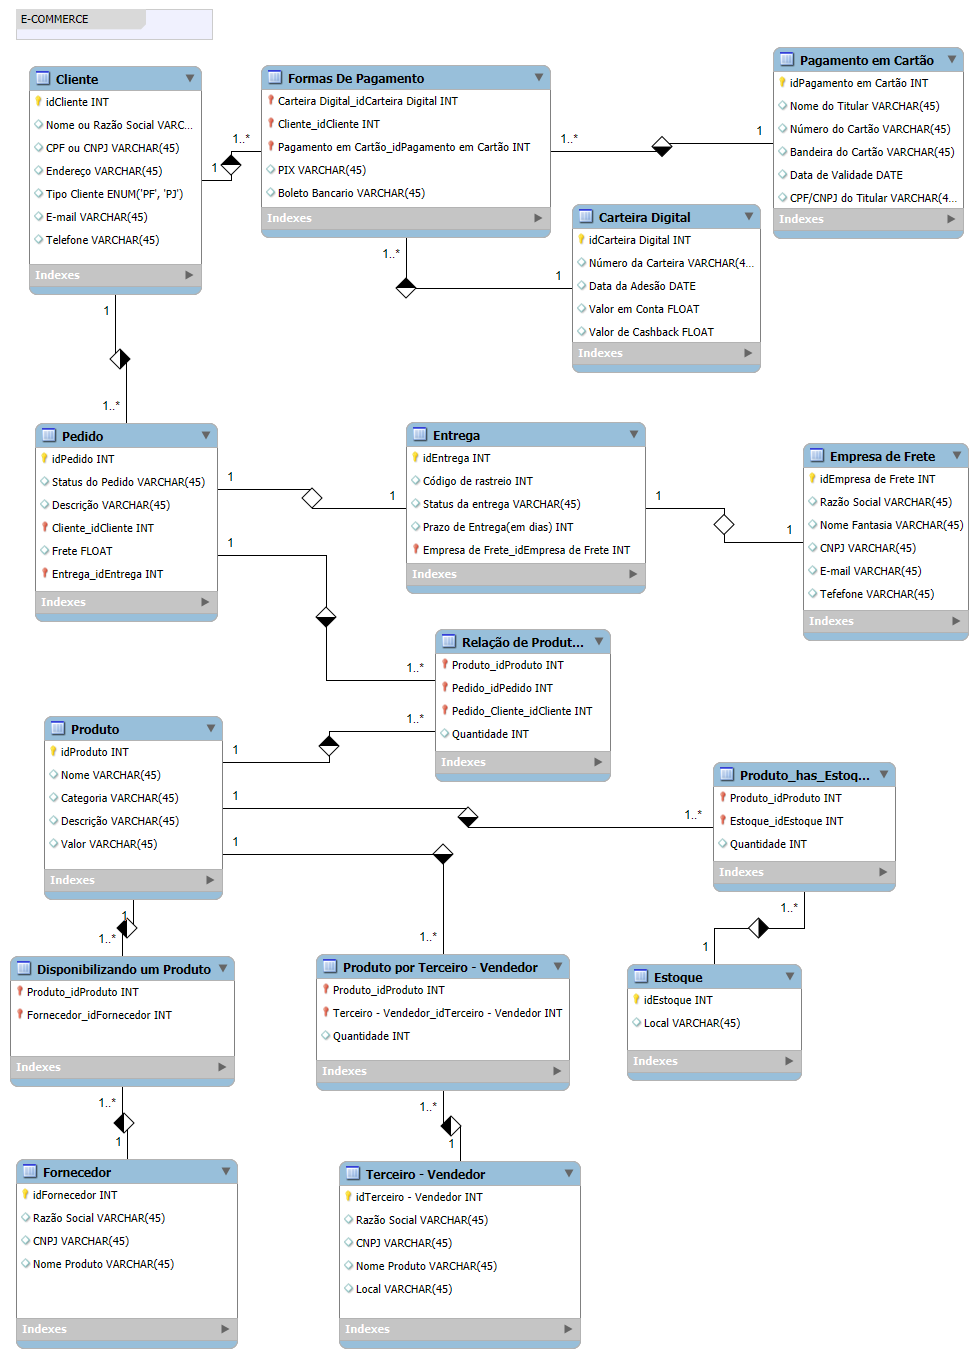 E-COMMERCE
Cliente
idCliente INT
Nome ou Razão Social VARC...
CPF ou CNPJ VARCHAR(45)
Endereço VARCHAR(45)
Tipo Cliente ENUM('PF', 'PJ')
E-mail VARCHAR(45)
Telefone VARCHAR(45)
Indexes
1
1..*
Formas De Pagamento
Carteira Digital_idCarteira Digital INT
Cliente_idCliente INT
Pagamento em Cartão_idPagamento em Cartão INT
PIX VARCHAR(45)
Boleto Bancario VARCHAR(45)
Indexes
1..*
1
Pagamento em Cartão
idPagamento em Cartão INT
Nome do Titular VARCHAR(45)
Número do Cartão VARCHAR(45)
Bandeira do Cartão VARCHAR(45)
Data de Validade DATE
CPF/CNPJ do Titular VARCHAR(4...
Indexes
1..*
1
Carteira Digital
idCarteira Digital INT
Número da Carteira VARCHAR(4...
Data da Adesão DATE
Valor em Conta FLOAT
Valor de Cashback FLOAT
Indexes
1
1..*
Pedido
idPedido INT
Status do Pedido VARCHAR(45)
Descrição VARCHAR(45)
Cliente_idCliente INT
Frete FLOAT
Entrega_idEntrega INT
Indexes
1
1
Entrega
idEntrega INT
Código de rastreio INT
Status da entrega VARCHAR(45)
Prazo de Entrega(em dias) INT
Empresa de Frete_idEmpresa de Frete INT
Indexes
1
1
Empresa de Frete
idEmpresa de Frete INT
Razão Social VARCHAR(45)
Nome Fantasia VARCHAR(45)
CNPJ VARCHAR(45)
E-mail VARCHAR(45)
Tefefone VARCHAR(45)
Indexes
1
1..*
Relação de Produt...
Produto_idProduto INT
Pedido_idPedido INT
Pedido_Cliente_idCliente INT
Quantidade INT
Indexes
1..*
1
Produto
idProduto INT
Nome VARCHAR(45)
Categoria VARCHAR(45)
Descrição VARCHAR(45)
Valor VARCHAR(45)
Indexes
1
1..*
Produto_has_Estoq...
Produto_idProduto INT
Estoque_idEstoque INT
Quantidade INT
Indexes
1..*
1
Estoque
idEstoque INT
Local VARCHAR(45)
Indexes
1
1..*
Produto por Terceiro - Vendedor
Produto_idProduto INT
Terceiro - Vendedor_idTerceiro - Vendedor INT
Quantidade INT
Indexes
1
1..*
Disponibilizando um Produto
Produto_idProduto INT
Fornecedor_idFornecedor INT
Indexes
1..*
1
Fornecedor
idFornecedor INT
Razão Social VARCHAR(45)
CNPJ VARCHAR(45)
Nome Produto VARCHAR(45)
Indexes
1..*
1
Terceiro - Vendedor
idTerceiro - Vendedor INT
Razão Social VARCHAR(45)
CNPJ VARCHAR(45)
Nome Produto VARCHAR(45)
Local VARCHAR(45)
Indexes